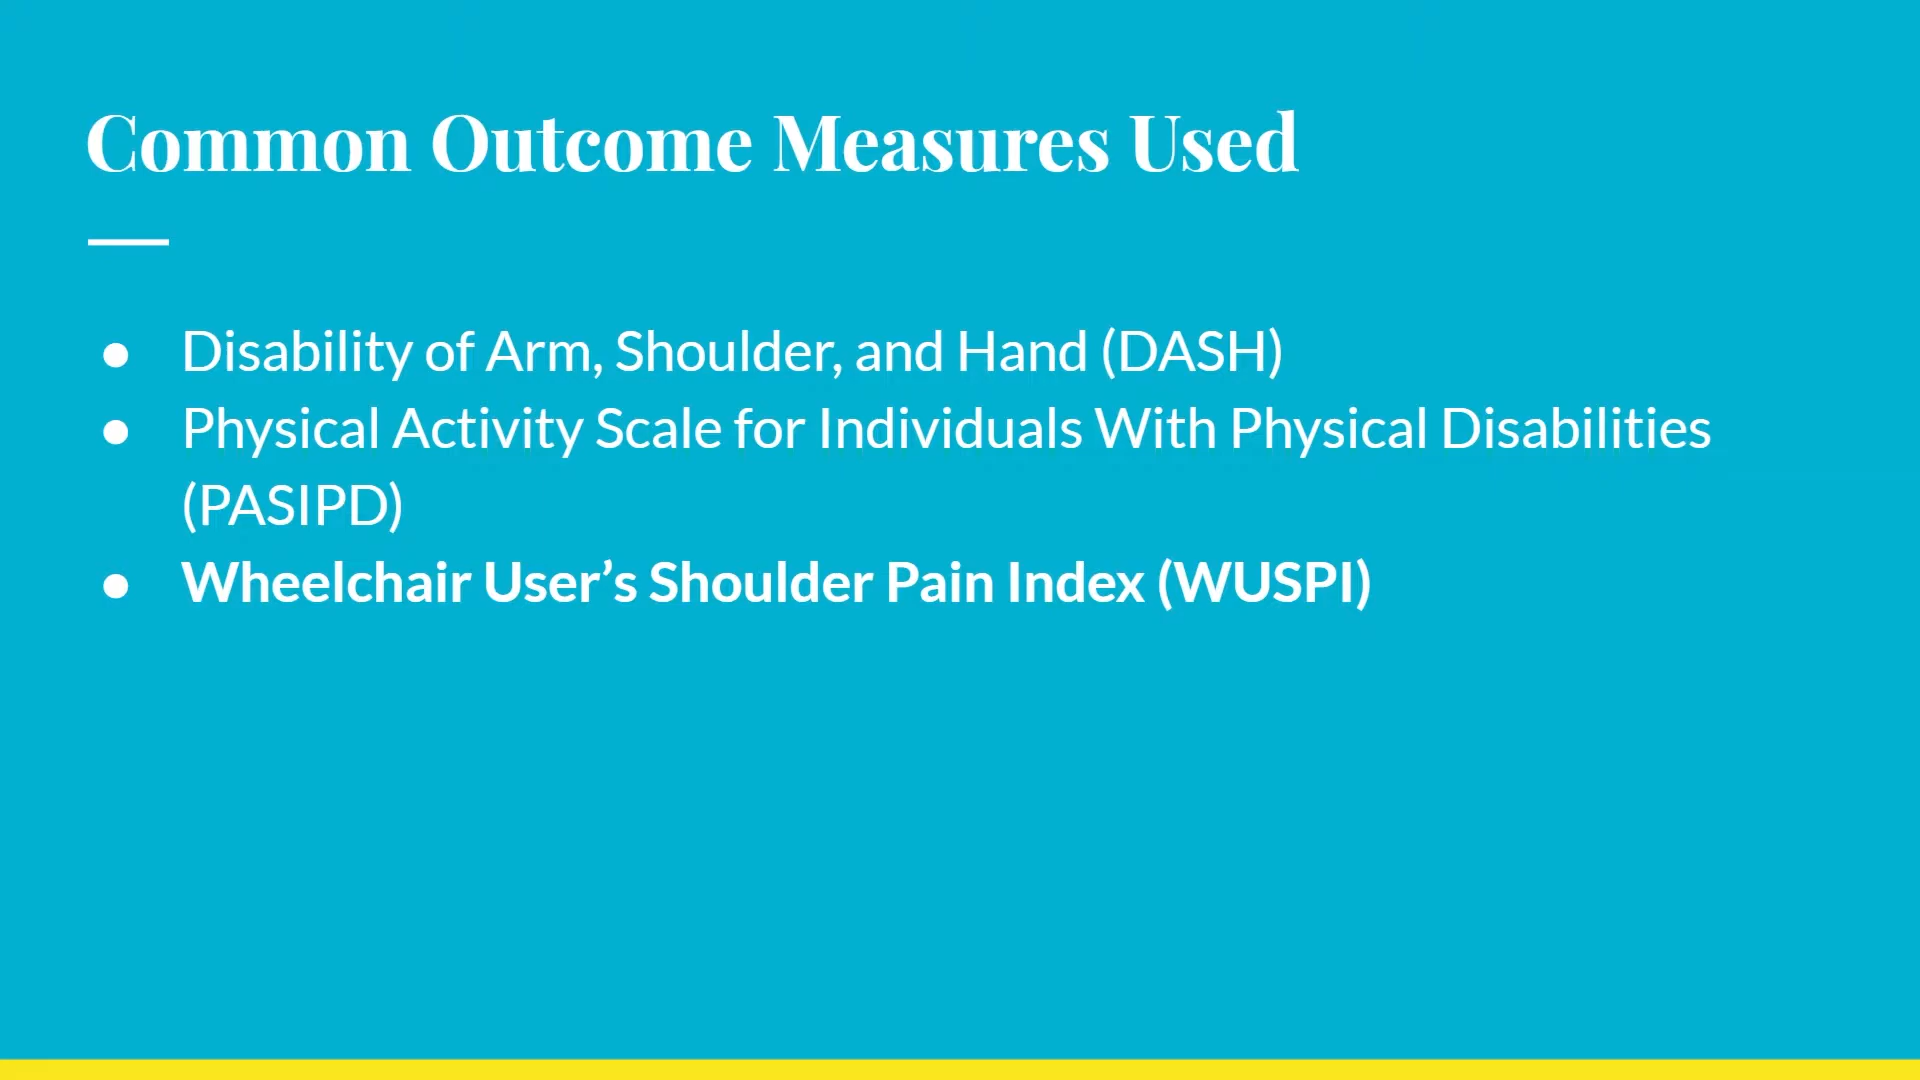 Common Outcome Measures Used
● Disability of Arm, Shoulder, and Hand (DASH)
● Physical Activity Scale for Individuals With Physical Disabilities
(PASIPD)
● Wheelchair User’s Shoulder Pain Index (WUSPI)